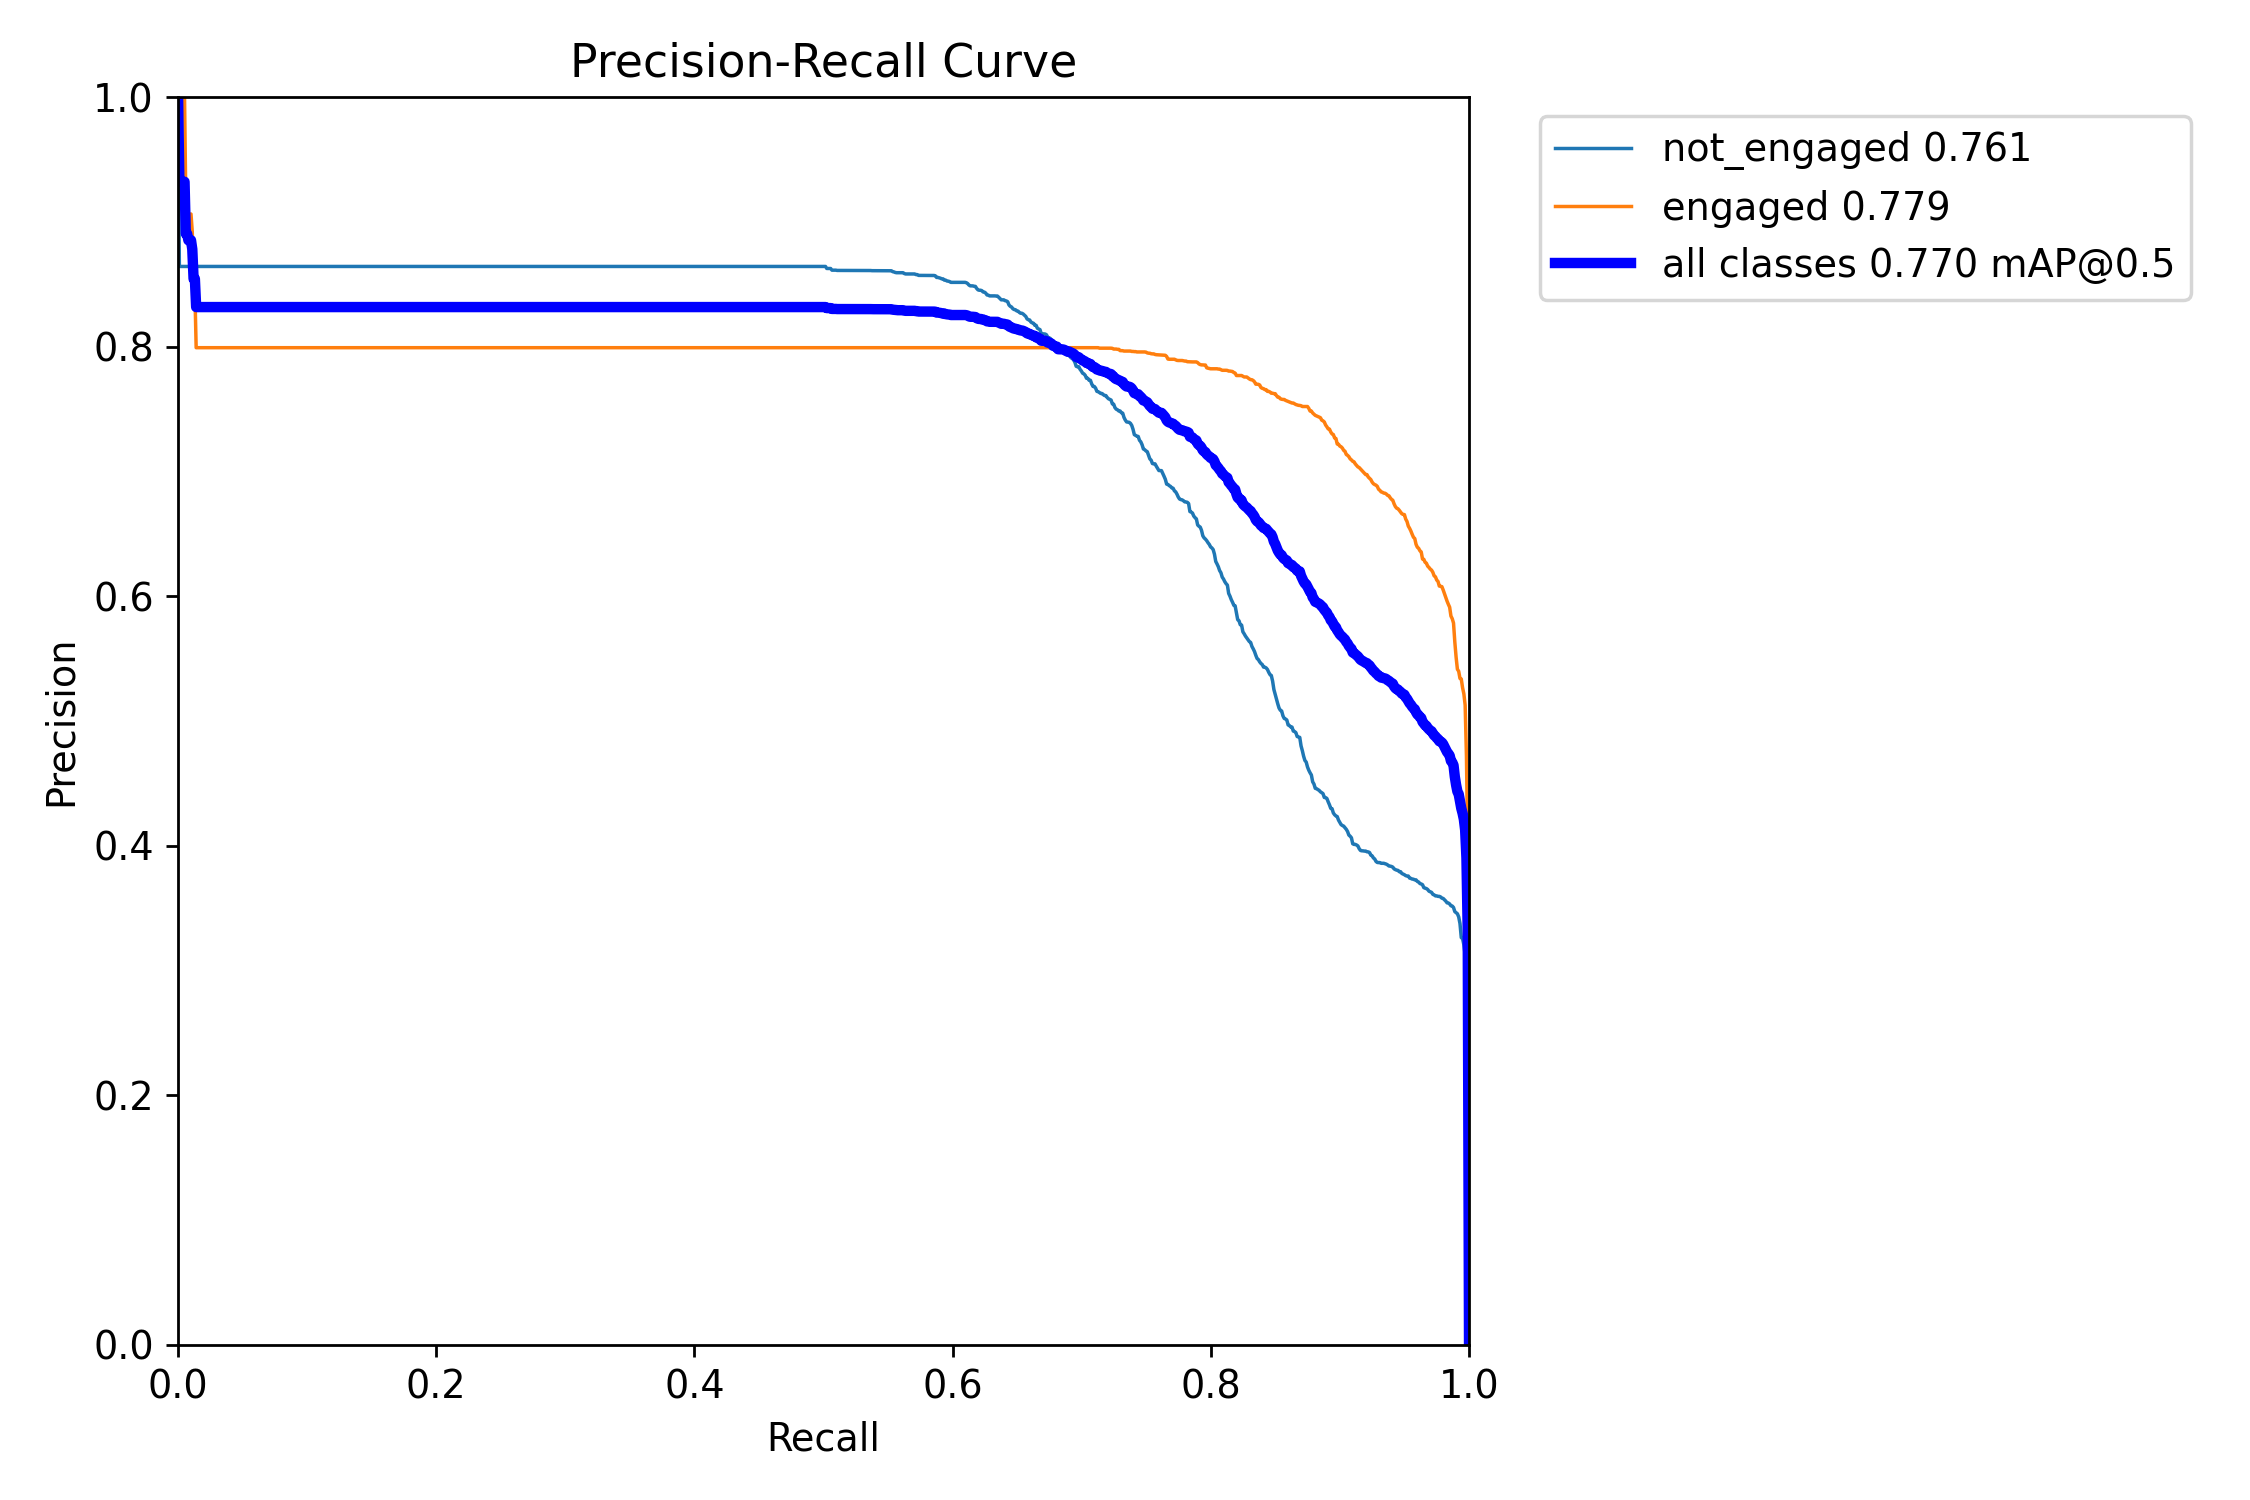 Precision-Recall Curve
1.0
0.8
0.6
0.4
0.2
0.0
Precision
0.0 0.2 0.4 0.6 0.8 1.0
Recall
not_engaged 0.761
engaged 0.779
all classes 0.770 mAP@0.5